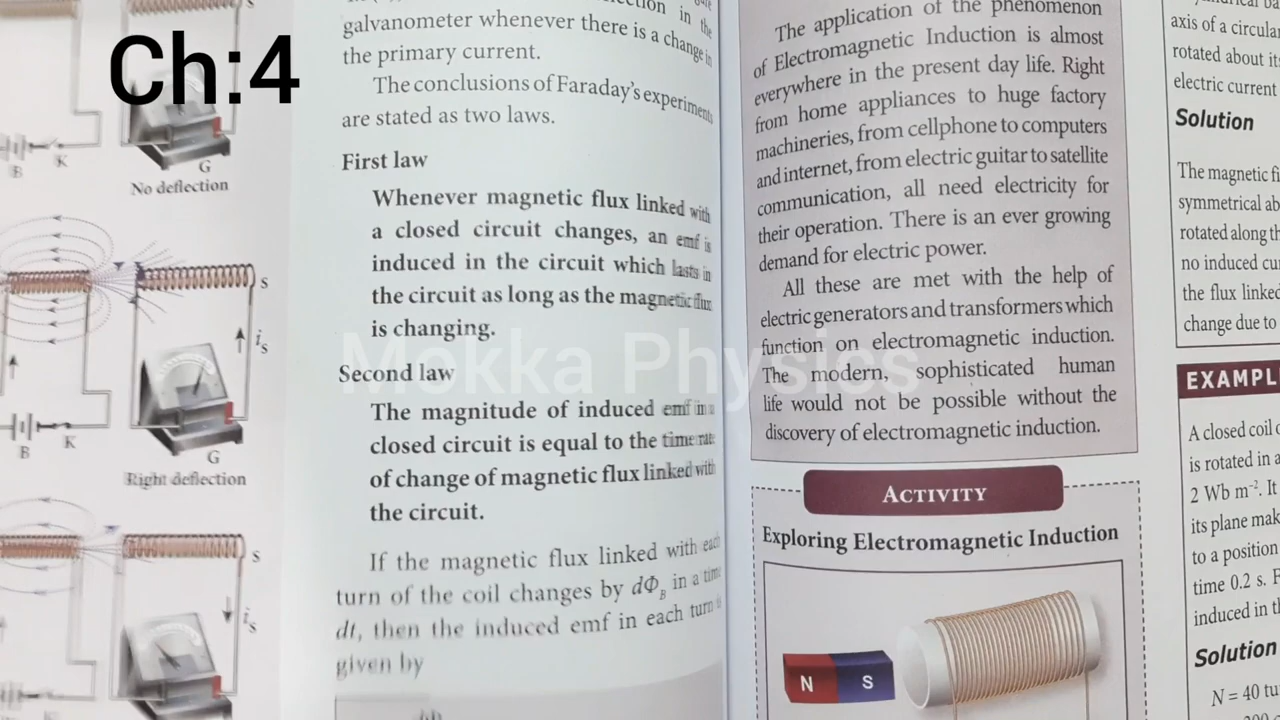 Ch:4
B
K
G
No deflection
s
i s
B
K
G
Right deflection
s
i s
s
galvanometer whenever there is a change in
the primary current.
The conclusions of Faraday's experiments
are stated as two laws.
First law
Whenever magnetic flux linked with
a closed circuit changes, an emf is
induced in the circuit which lasts in
the circuit as long as the magnetic flux
is changing.
Second law
The magnitude of induced emf in a
closed circuit is equal to the time rate
of change of magnetic flux linked with
the circuit.
If the magnetic flux linked with each
turn of the coil changes by dΦB in a time
dt, then the induced emf in each turn is
given by
Mokka Physics
The application of the phenomenon
of Electromagnetic Induction is almost
everywhere in the present day life. Right
from home appliances to huge factory
machineries, from cellphone to computers
and internet, from electric guitar to satellite
communication, all need electricity for
their operation. There is an ever growing
demand for electric power.
All these are met with the help of
electric generators and transformers which
function on electromagnetic induction.
The modern, sophisticated human
life would not be possible without the
discovery of electromagnetic induction.
ACTIVITY
Exploring Electromagnetic Induction
N S
axis of a circula
rotated about it
electric current
Solution
The magnetic fi
symmetrical ab
rotated along th
no induced cu
the flux linked
change due to
EXAMPL
A closed coil o
is rotated in a
2 Wb m⁻². It
its plane mak
to a position
time 0.2 s. F
induced in th
Solution
N = 40 tu